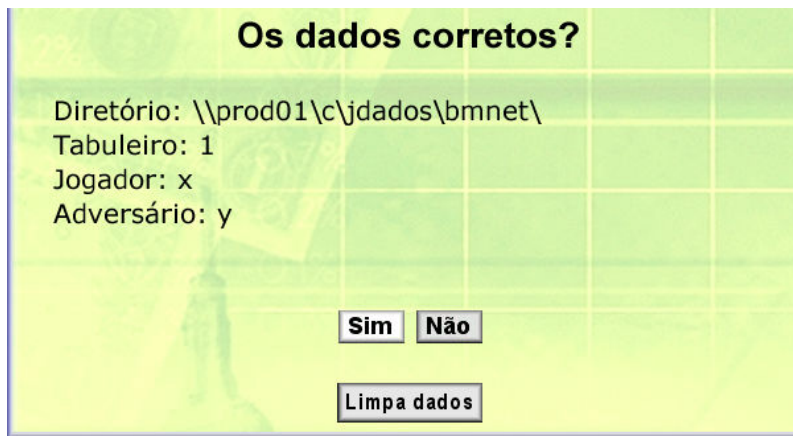 Os dados corretos?
Diretório: \\prod01\c\jdados\bmnet\
Tabuleiro: 1
Jogador: x
Adversário: y
Sim Não
Limpa dados